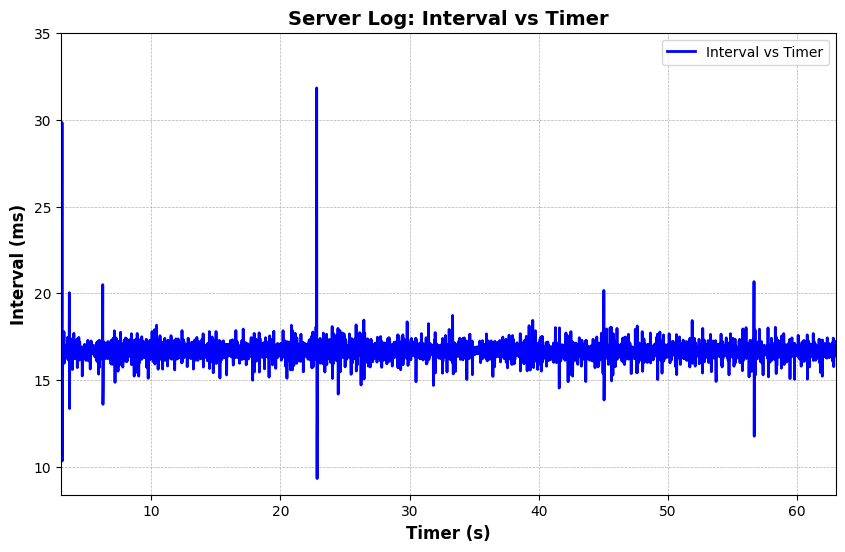 Server Log: Interval vs Timer
Interval vs Timer
35
30
25
20
15
10
Interval (ms)
10 20 30 40 50 60
Timer (s)